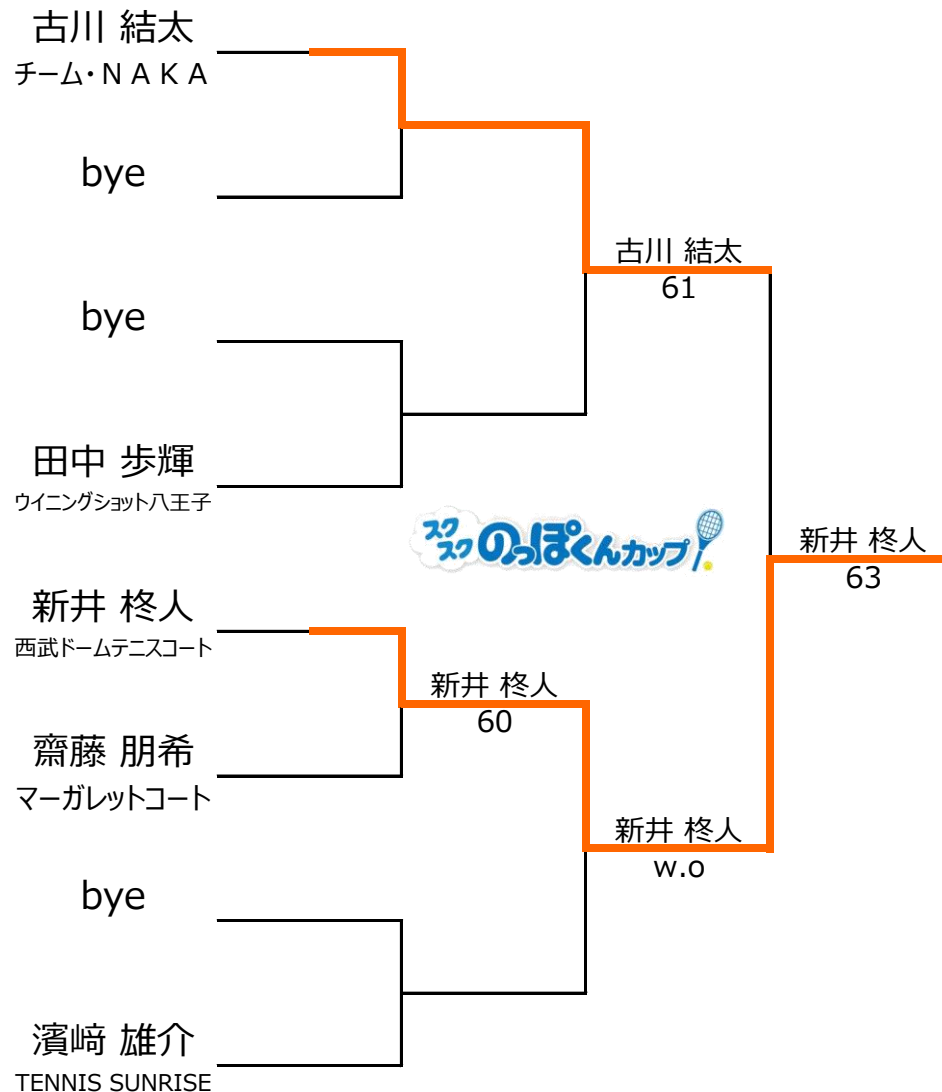 古川 結太
チーム・ＮＡＫＡ
bye
古川 結太
61
bye
田中 歩輝
ウイニングショット八王子
スク
スク のっぽくんカップ
新井 柊人
63
新井 柊人
西武ドームテニスコート
新井 柊人
60
齋藤 朋希
マーガレットコート
新井 柊人
w.o
bye
濱﨑 雄介
TENNIS SUNRISE